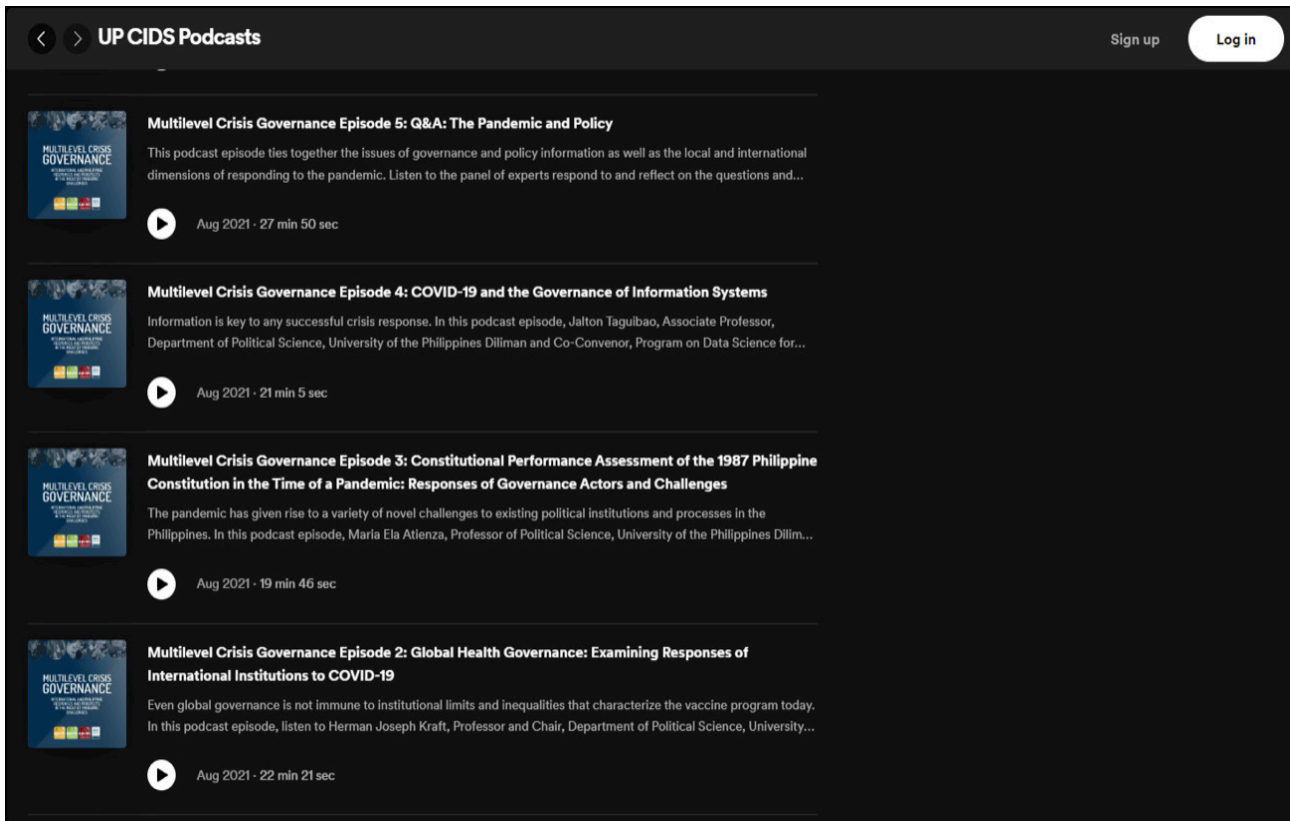 UP CIDS Podcasts
Sign up
Log in
MULTILEVEL CRISIS
GOVERNANCE
Multilevel Crisis Governance Episode 5: Q&A: The Pandemic and Policy
This podcast episode ties together the issues of governance and policy information as well as the local and international
dimensions of responding to the pandemic. Listen to the panel of experts respond to and reflect on the questions and...
Aug 2021 · 27 min 50 sec
MULTILEVEL CRISIS
GOVERNANCE
Multilevel Crisis Governance Episode 4: COVID-19 and the Governance of Information Systems
Information is key to any successful crisis response. In this podcast episode, Jalton Taguibao, Associate Professor,
Department of Political Science, University of the Philippines Diliman and Co-Convenor, Program on Data Science for...
Aug 2021 · 21 min 5 sec
MULTILEVEL CRISIS
GOVERNANCE
Multilevel Crisis Governance Episode 3: Constitutional Performance Assessment of the 1987 Philippine
Constitution in the Time of a Pandemic: Responses of Governance Actors and Challenges
The pandemic has given rise to a variety of novel challenges to existing political institutions and processes in the
Philippines. In this podcast episode, Maria Ela Atienza, Professor of Political Science, University of the Philippines Dilim...
Aug 2021 · 19 min 46 sec
MULTILEVEL CRISIS
GOVERNANCE
Multilevel Crisis Governance Episode 2: Global Health Governance: Examining Responses of
International Institutions to COVID-19
Even global governance is not immune to institutional limits and inequalities that characterize the vaccine program today.
In this podcast episode, listen to Herman Joseph Kraft, Professor and Chair, Department of Political Science, University...
Aug 2021 · 22 min 21 sec